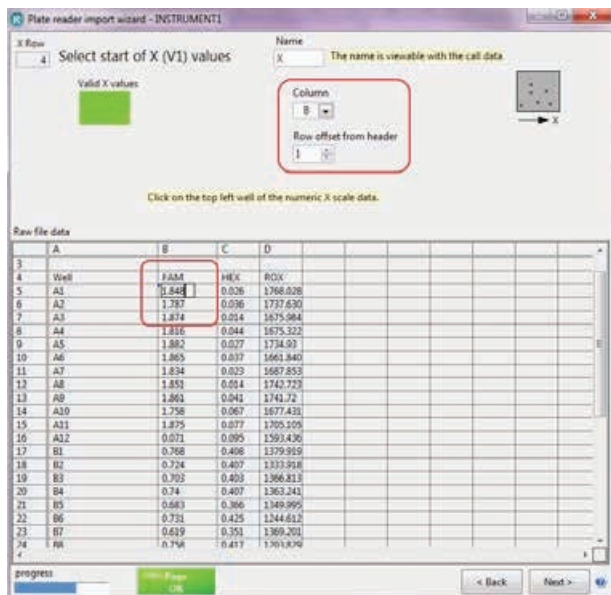 Plate reader import wizard - INSTRUMENT1
X Row
4
Select start of X (V1) values
Name
X
The name is viewable with the call data
Valid X values
Column
B
Row offset from header
1
X
Click on the top left well of the numeric X scale data.
Raw file data
A B C D
3
4 Well FAM HEX ROX
5 A1 1.848 0.026 1768.028
6 A2 1.787 0.036 1737.630
7 A3 1.874 0.014 1675.984
8 A4 1.816 0.044 1675.322
9 A5 1.882 0.027 1734.93
10 A6 1.865 0.037 1661.840
11 A7 1.834 0.023 1687.853
12 A8 1.851 0.014 1742.723
13 A9 1.861 0.041 1741.72
14 A10 1.758 0.067 1677.431
15 A11 1.875 0.077 1705.105
16 A12 0.071 0.095 1593.436
17 B1 0.768 0.408 1379.919
18 B2 0.724 0.407 1333.918
19 B3 0.703 0.403 1366.813
20 B4 0.74 0.407 1363.241
21 B5 0.683 0.366 1349.995
22 B6 0.731 0.425 1244.612
23 B7 0.619 0.351 1369.201
24 B8 0.758 0.417 1203.829
progress
Page
OK
< Back
Next >